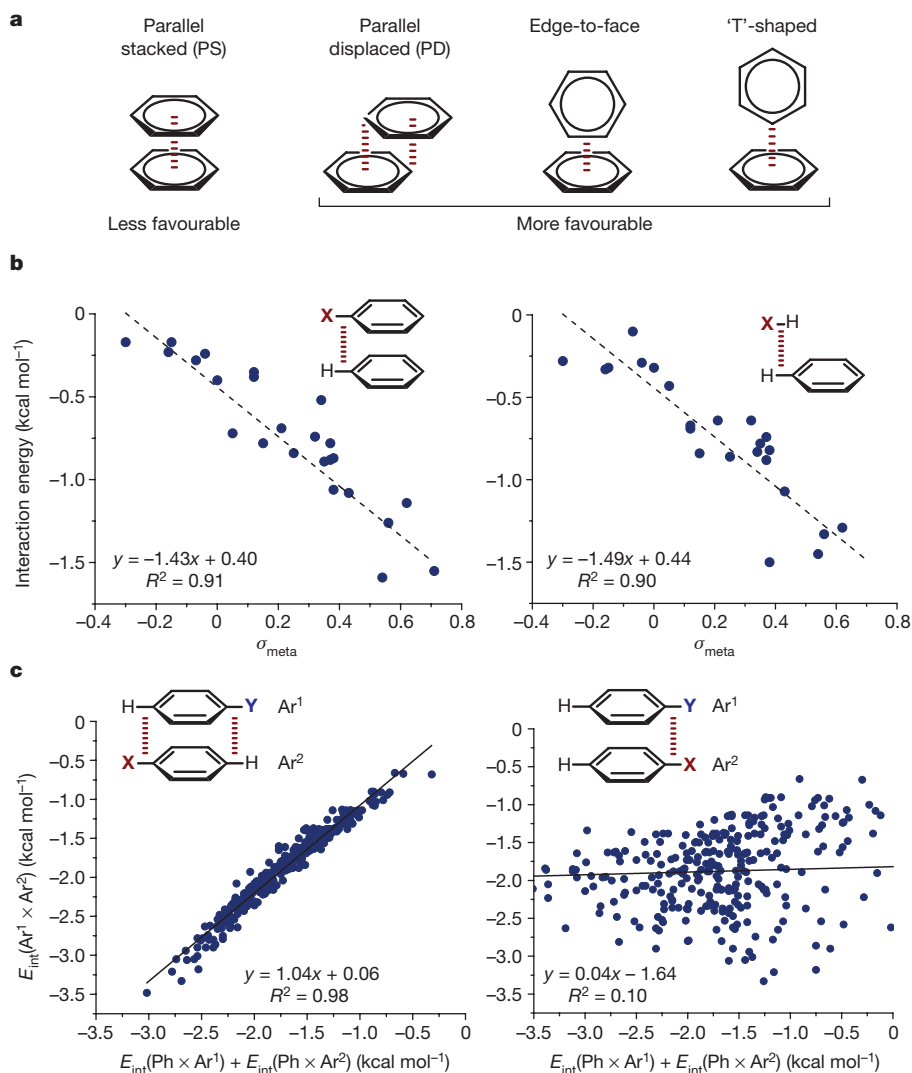 a
Parallel
stacked (PS)
Parallel
displaced (PD)
Edge-to-face
‘T’-shaped
Less favourable
More favourable
b
Interaction energy (kcal mol⁻¹)
0
−0.5
−1.0
−1.5
X
H
y = −1.43x + 0.40
R² = 0.91
−0.4 −0.2 0 0.2 0.4 0.6 0.8
σmeta
0
−0.5
−1.0
−1.5
X–H
H
y = −1.49x + 0.44
R² = 0.90
−0.4 −0.2 0 0.2 0.4 0.6 0.8
σmeta
c
Eint(Ar¹ × Ar²) (kcal mol⁻¹)
0
−0.5
−1.0
−1.5
−2.0
−2.5
−3.0
−3.5
H Y Ar¹
X H Ar²
y = 1.04x + 0.06
R² = 0.98
−3.5 −3.0 −2.5 −2.0 −1.5 −1.0 −0.5 0
Eint(Ph × Ar¹) + Eint(Ph × Ar²) (kcal mol⁻¹)
0
−0.5
−1.0
−1.5
−2.0
−2.5
−3.0
−3.5
H Y Ar¹
H X Ar²
y = 0.04x − 1.64
R² = 0.10
−3.5 −3.0 −2.5 −2.0 −1.5 −1.0 −0.5 0
Eint(Ph × Ar¹) + Eint(Ph × Ar²) (kcal mol⁻¹)